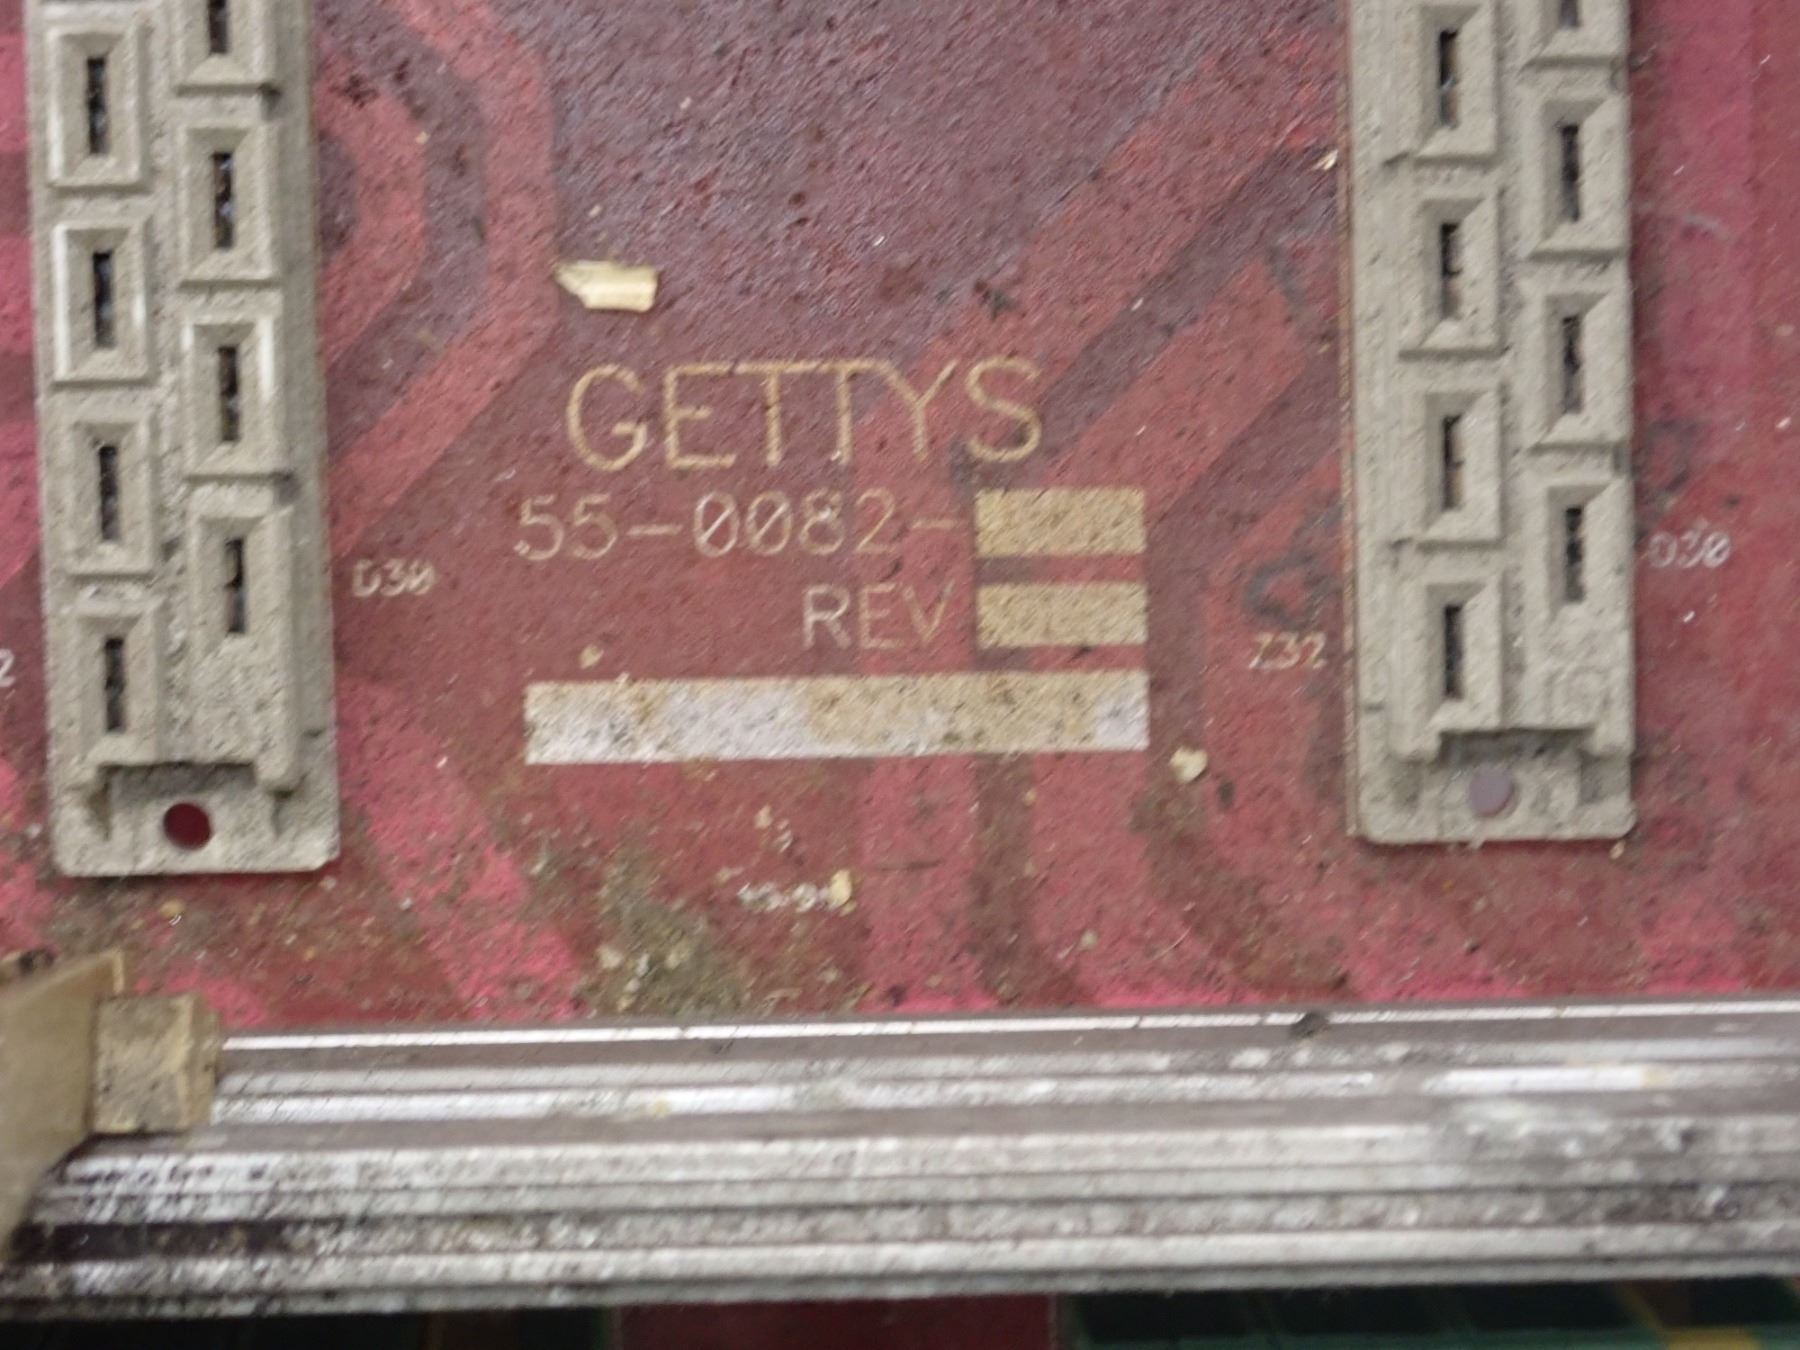 GETTYS
55-0082-
REV
D30
Z32
D30